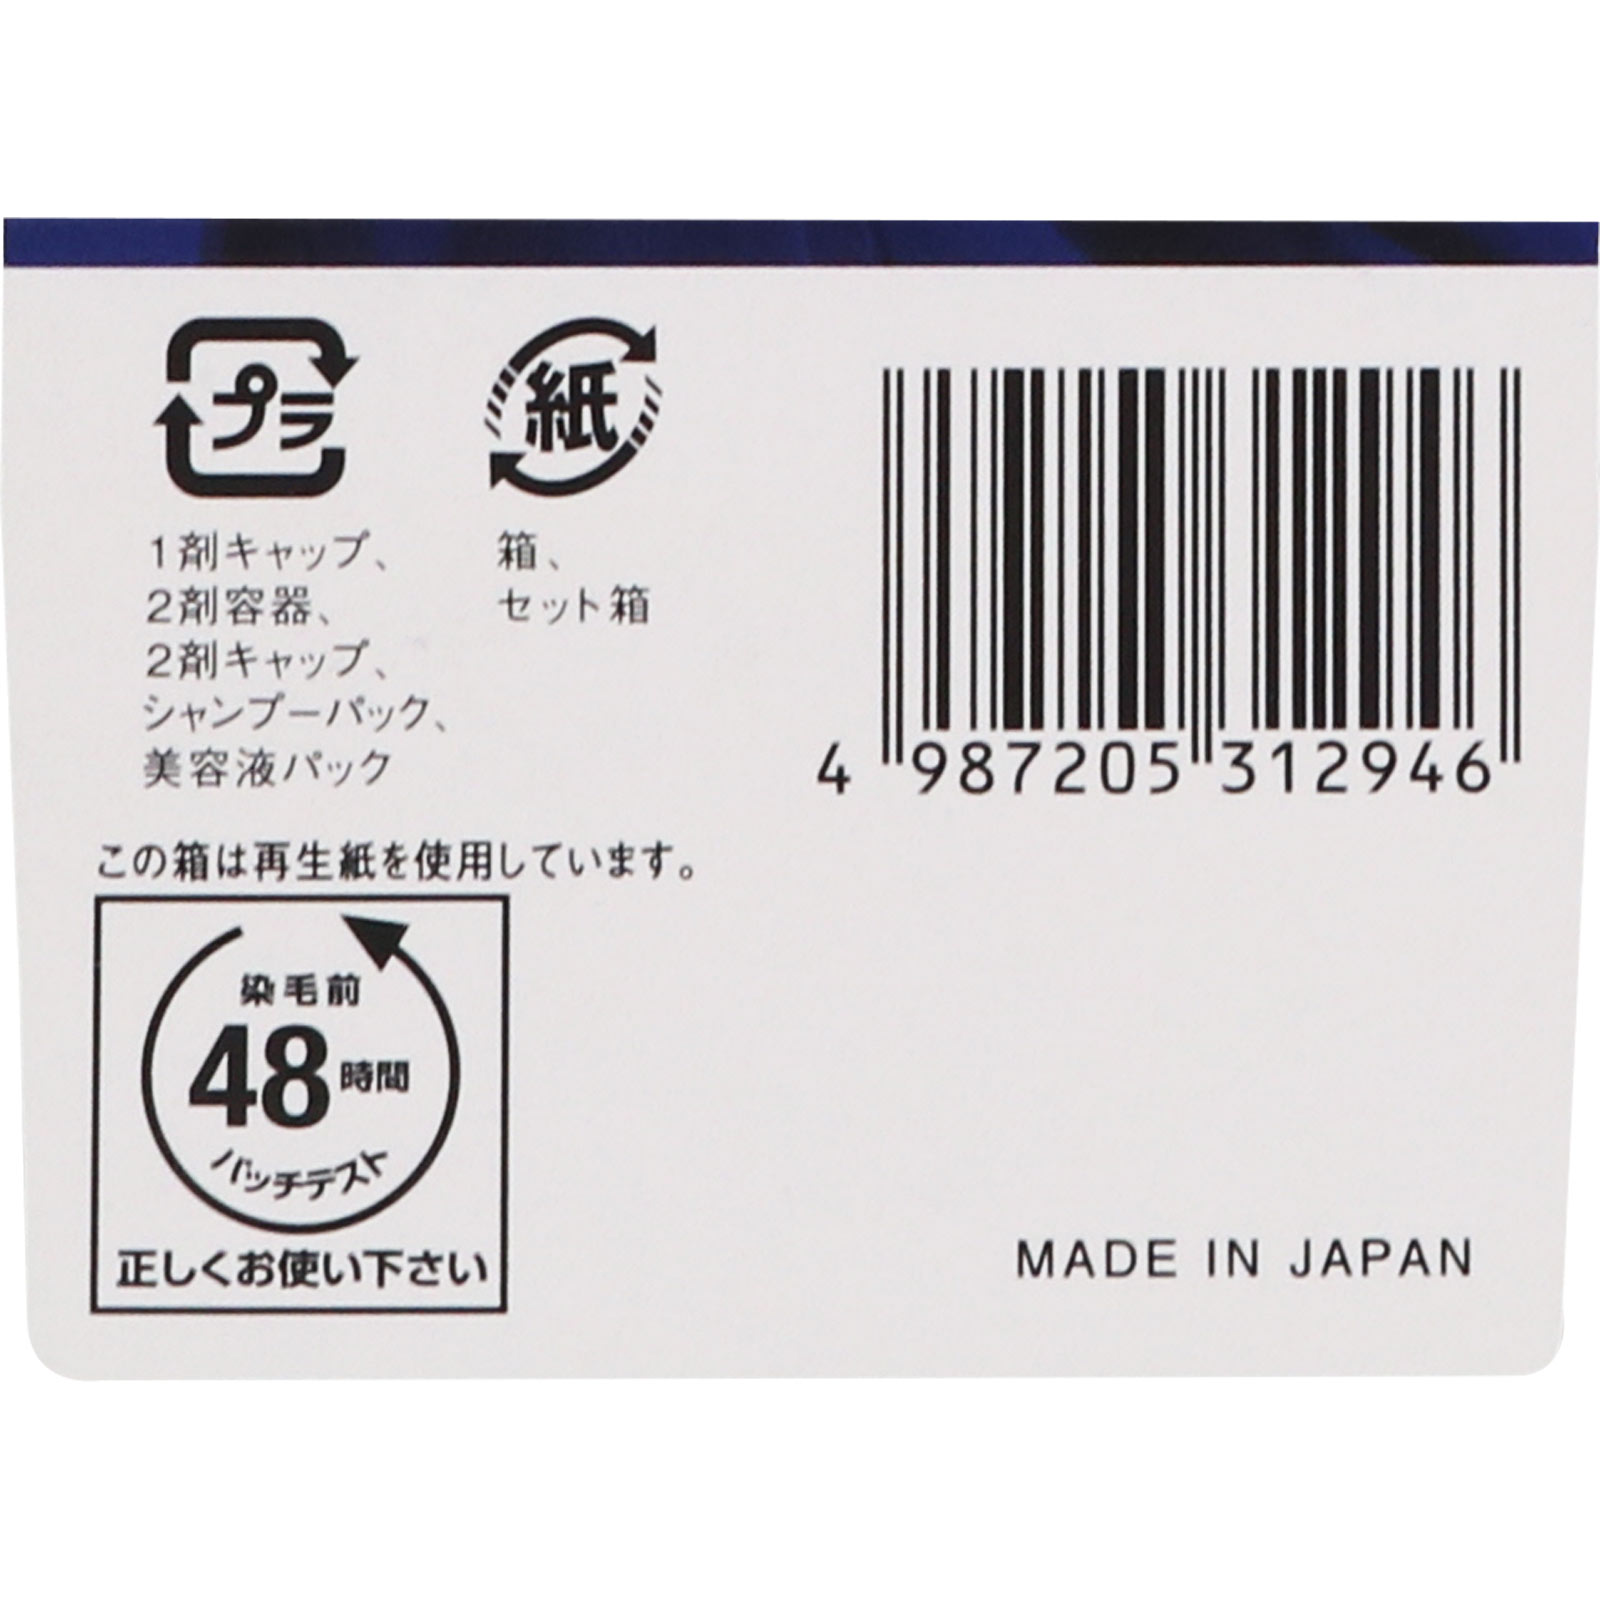 プラ
紙
1剤キャップ、
2剤容器、
2剤キャップ、
シャンプーパック、
美容液パック
箱、
セット箱
4 987205 312946
この箱は再生紙を使用しています。
染毛前
48時間
パッチテスト
正しくお使い下さい
MADE IN JAPAN